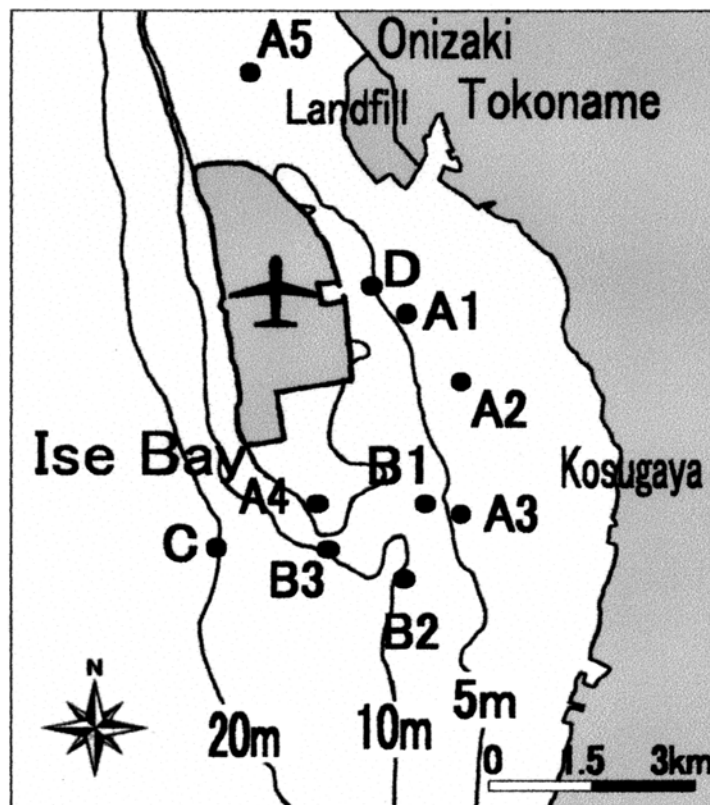 A5
Onizaki
Landfill
Tokoname
D
A1
A2
Ise Bay
B1
Kosugaya
A4
A3
C
B3
B2
N
20m
10m
5m
0 1.5 3km